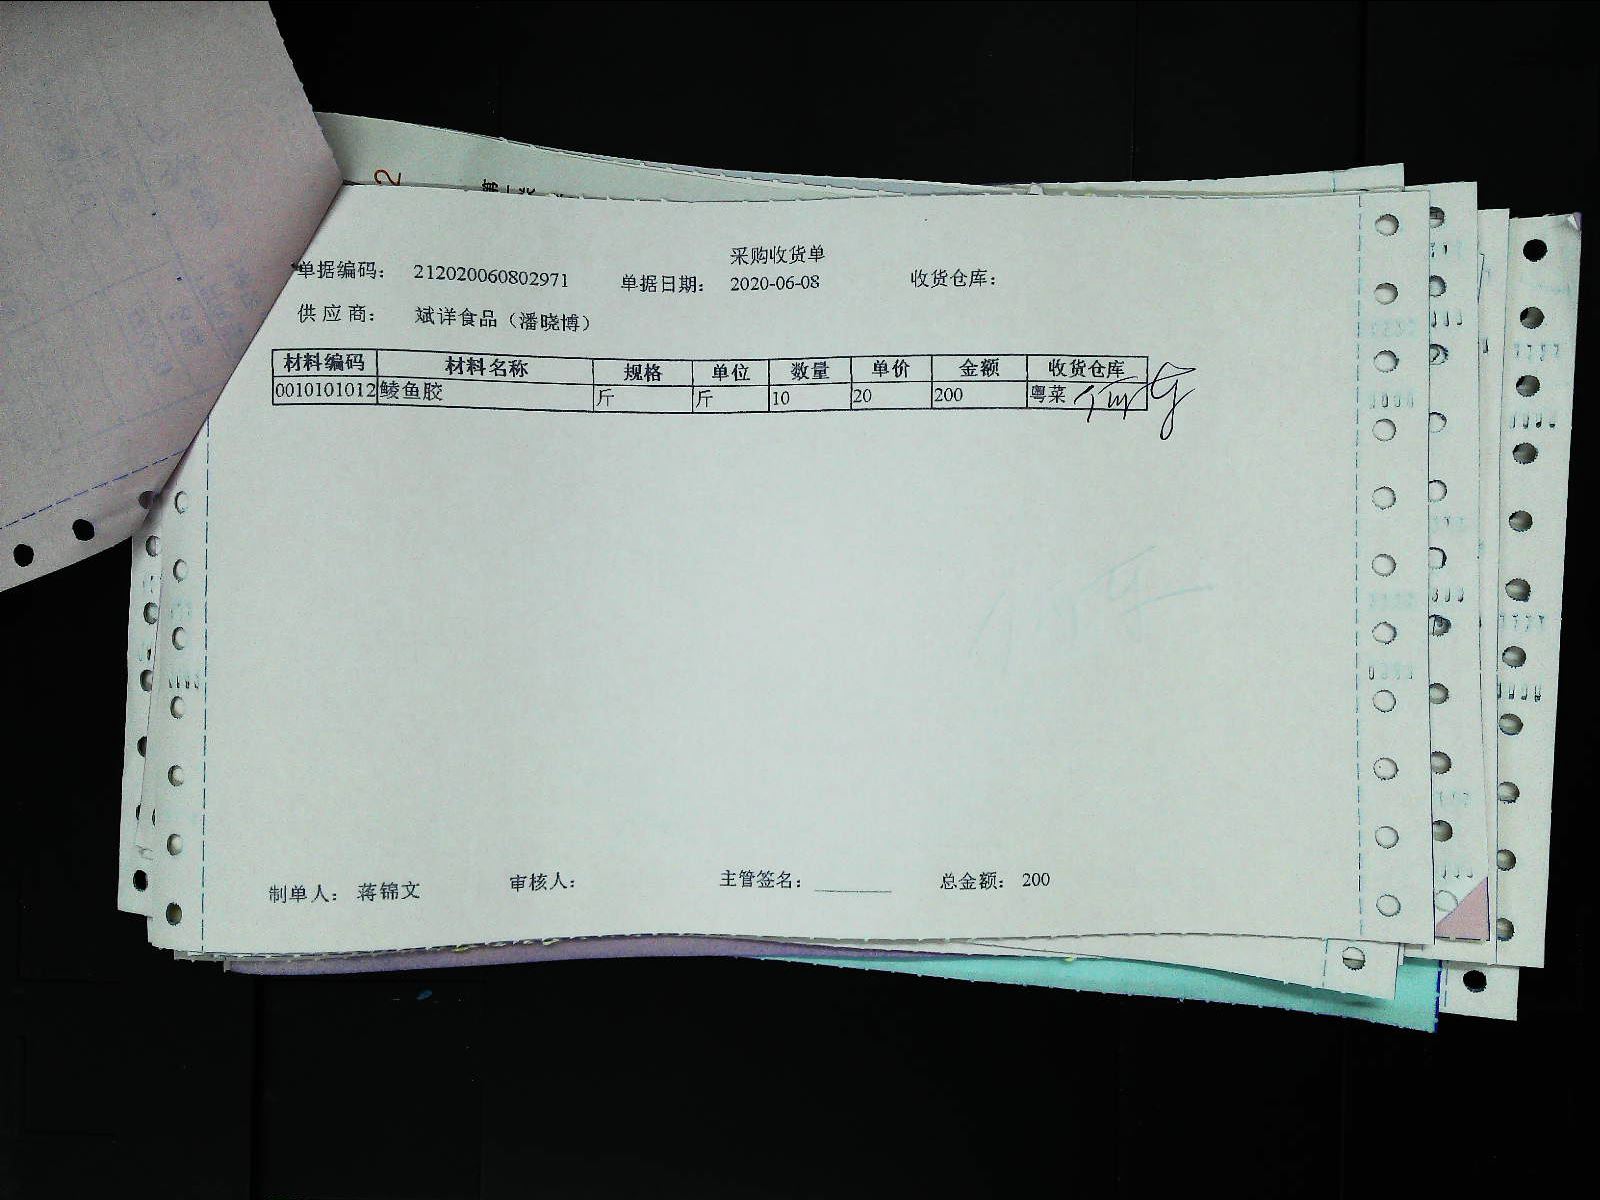 采购收货单
单据编码： 212020060802971 单据日期： 2020-06-08 收货仓库：
供应商： 斌洋食品（潘晓博）
材料编码 材料名称 规格 单位 数量 单价 金额 收货仓库
0010101012 鲮鱼胶 斤 斤 10 20 200 粤菜
制单人： 蒋锦文 审核人： 主管签名： 总金额： 200